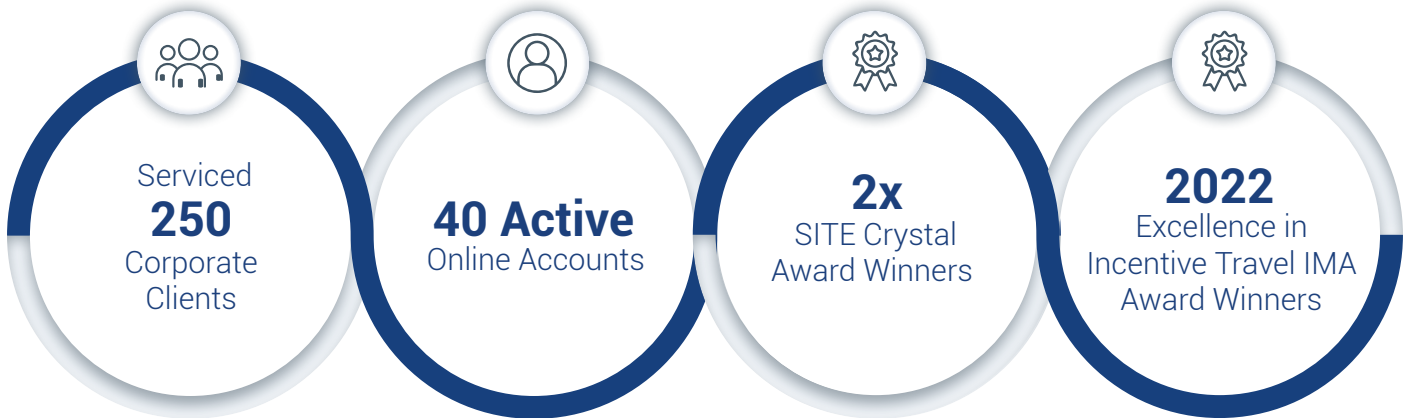 Serviced
250
Corporate
Clients
40 Active
Online Accounts
2x
SITE Crystal
Award Winners
2022
Excellence in
Incentive Travel IMA
Award Winners